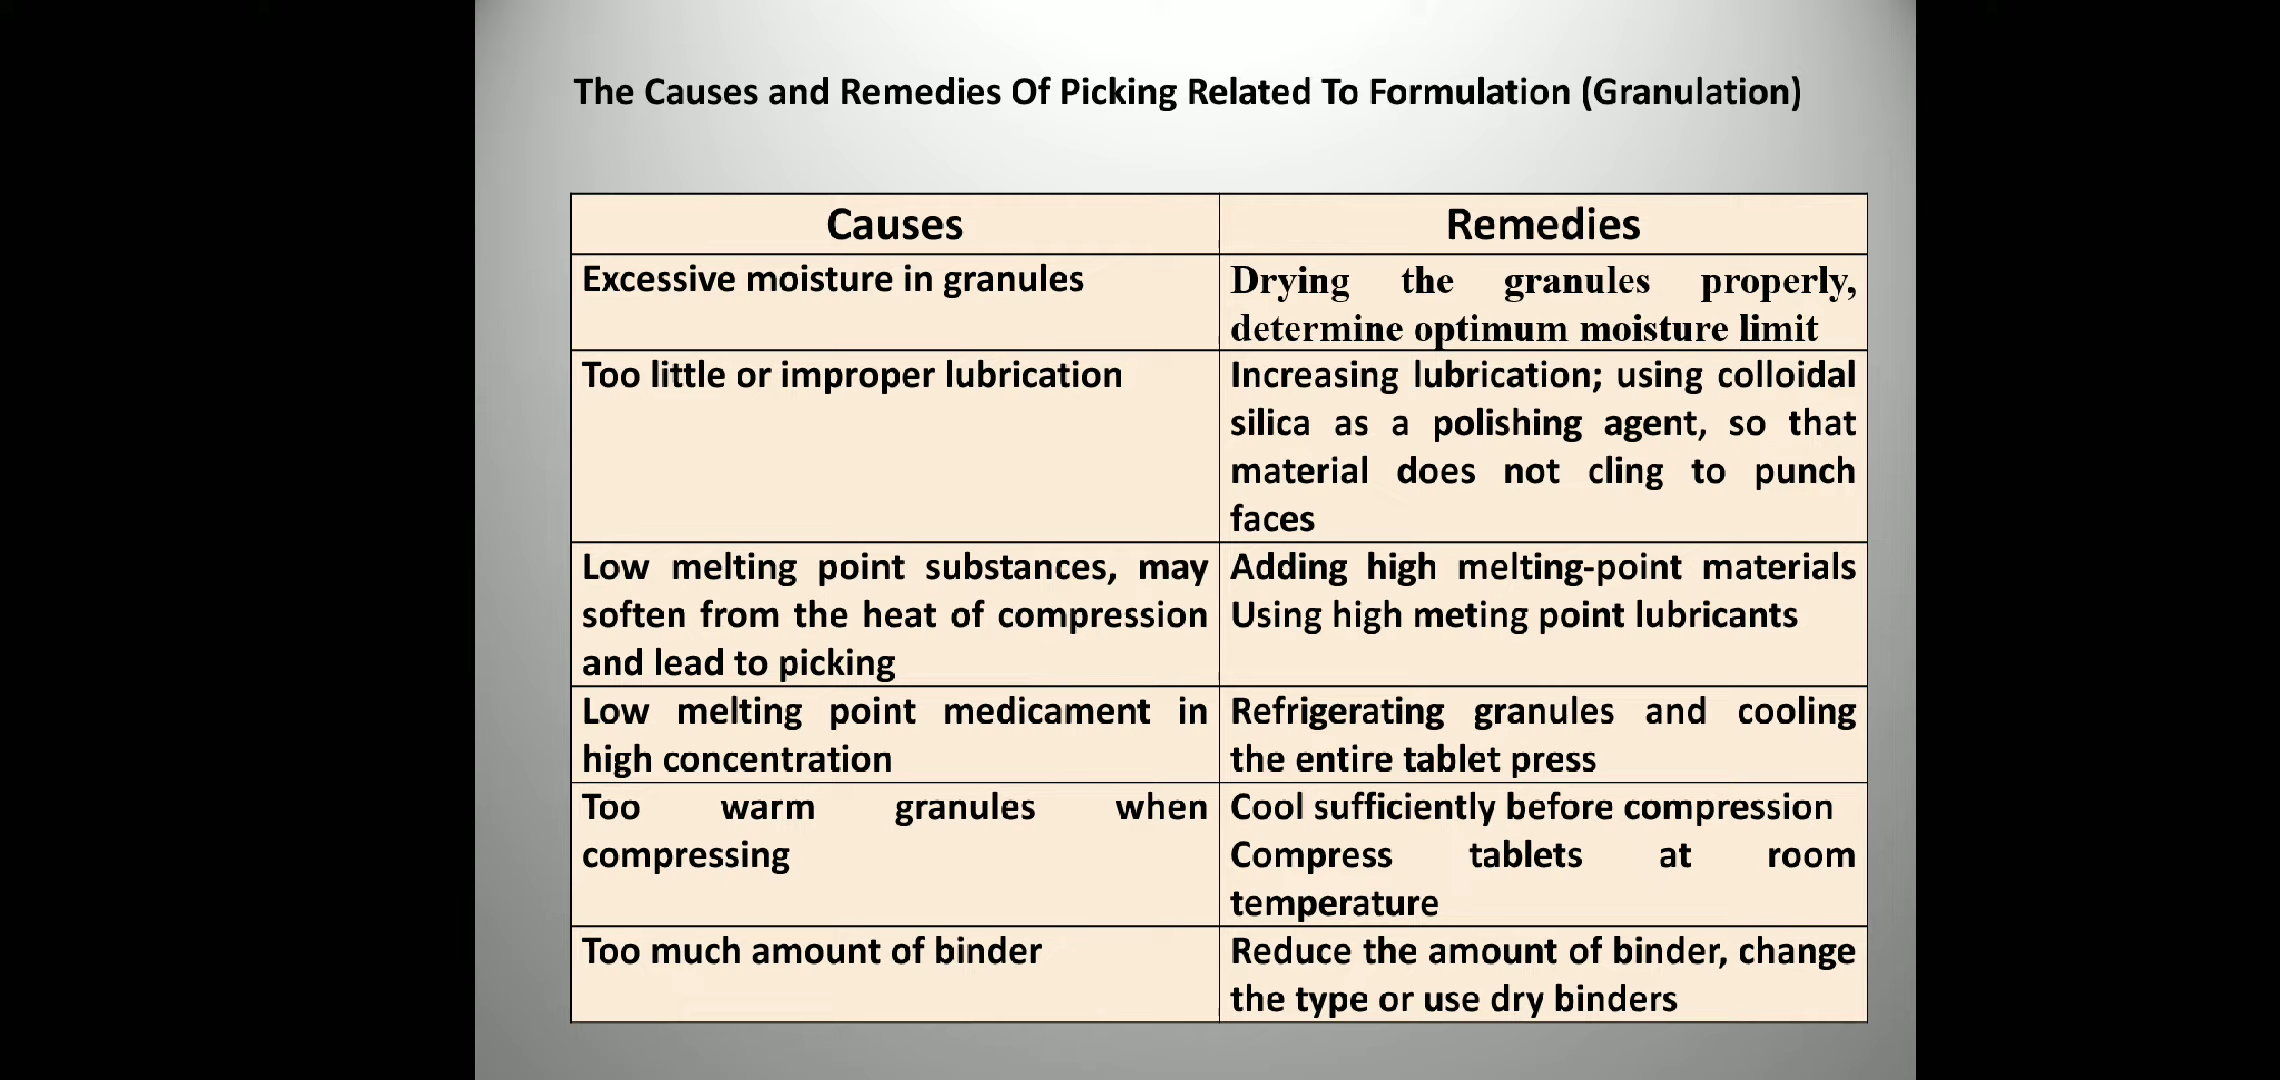 The Causes and Remedies Of Picking Related To Formulation (Granulation)
Causes
Remedies
Excessive moisture in granules
Drying the granules properly,
determine optimum moisture limit
Too little or improper lubrication
Increasing lubrication; using colloidal
silica as a polishing agent, so that
material does not cling to punch
faces
Low melting point substances, may
soften from the heat of compression
and lead to picking
Adding high melting-point materials
Using high meting point lubricants
Low melting point medicament in
high concentration
Refrigerating granules and cooling
the entire tablet press
Too warm granules when
compressing
Cool sufficiently before compression
Compress tablets at room
temperature
Too much amount of binder
Reduce the amount of binder, change
the type or use dry binders